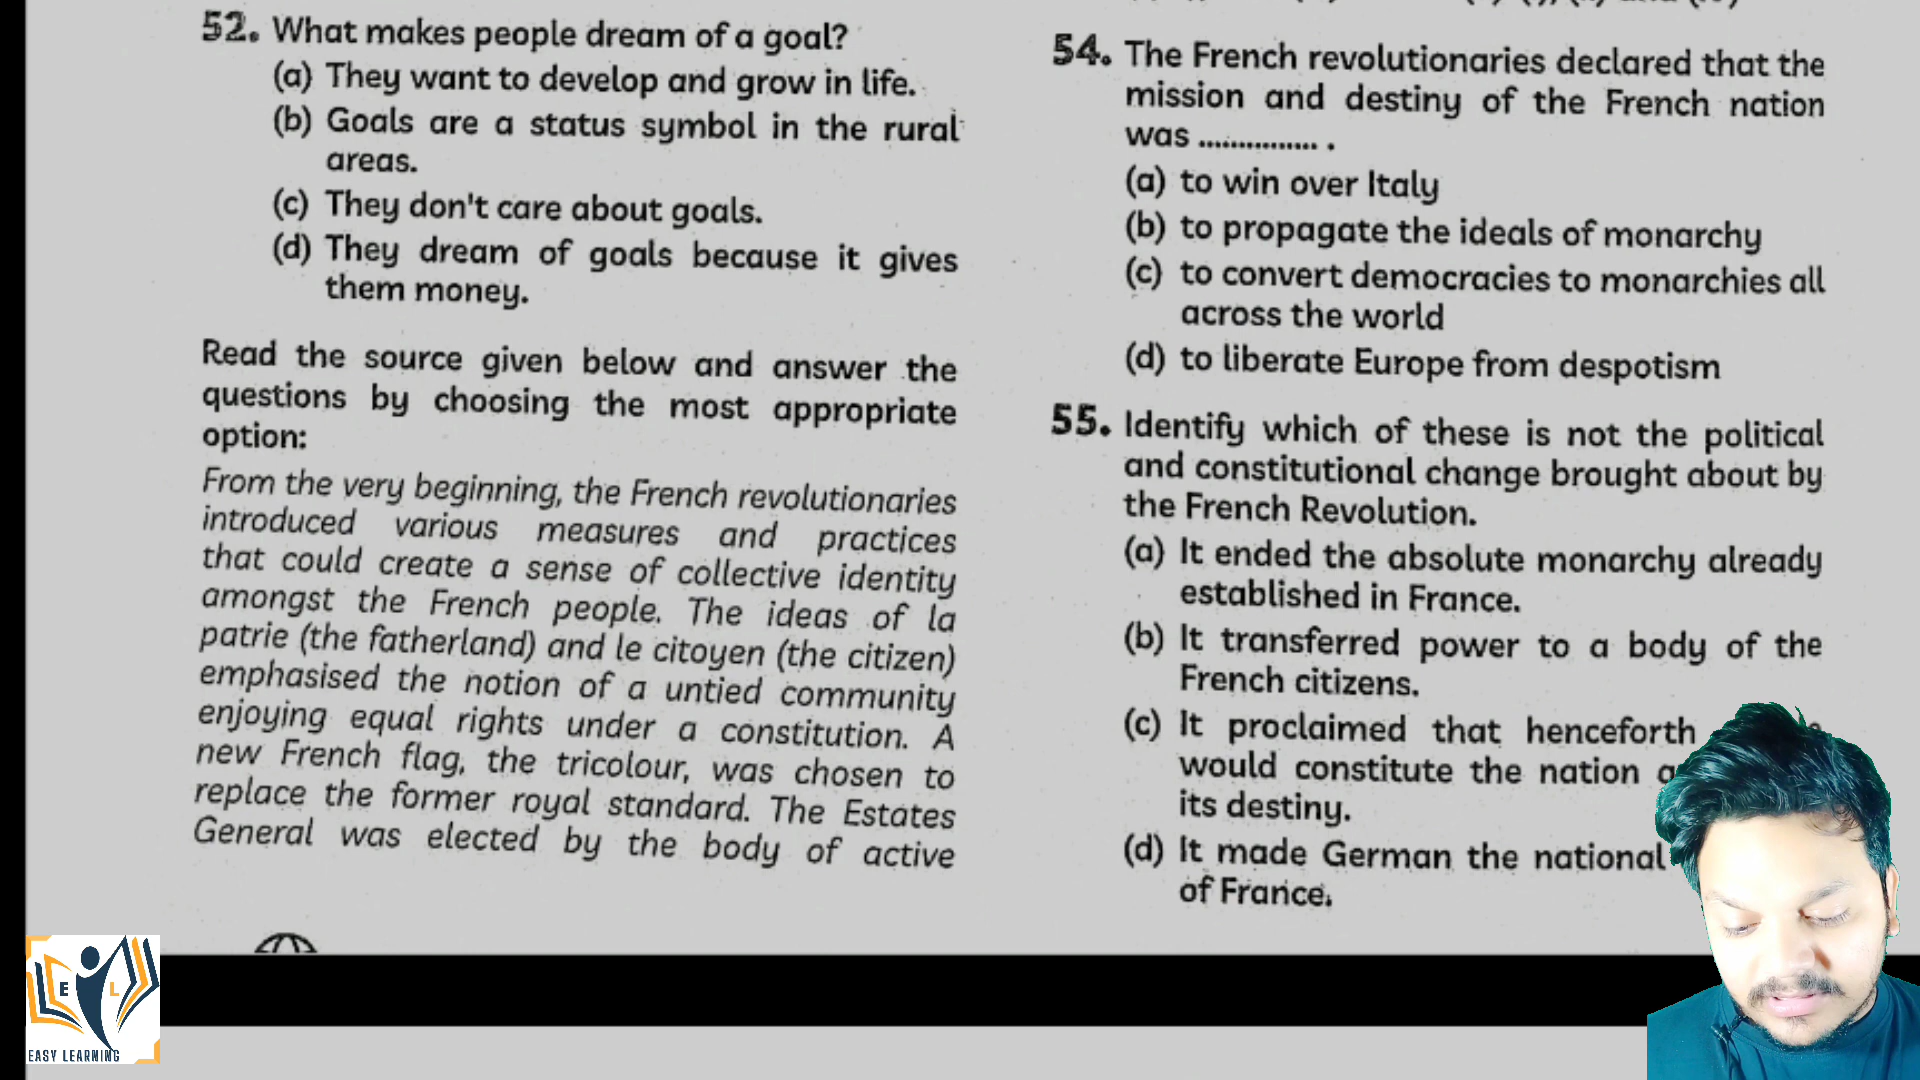 52. What makes people dream of a goal?
(a) They want to develop and grow in life.
(b) Goals are a status symbol in the rural
areas.
(c) They don't care about goals.
(d) They dream of goals because it gives
them money.
Read the source given below and answer the
questions by choosing the most appropriate
option:
From the very beginning, the French revolutionaries
introduced various measures and practices
that could create a sense of collective identity
amongst the French people. The ideas of la
patrie (the fatherland) and le citoyen (the citizen)
emphasised the notion of a untied community
enjoying equal rights under a constitution. A
new French flag, the tricolour, was chosen to
replace the former royal standard. The Estates
General was elected by the body of active
54. The French revolutionaries declared that the
mission and destiny of the French nation
was ............... .
(a) to win over Italy
(b) to propagate the ideals of monarchy
(c) to convert democracies to monarchies all
across the world
(d) to liberate Europe from despotism
55. Identify which of these is not the political
and constitutional change brought about by
the French Revolution.
(a) It ended the absolute monarchy already
established in France.
(b) It transferred power to a body of the
French citizens.
(c) It proclaimed that henceforth
would constitute the nation
its destiny.
(d) It made German the national
of France.
E L
EASY LEARNING